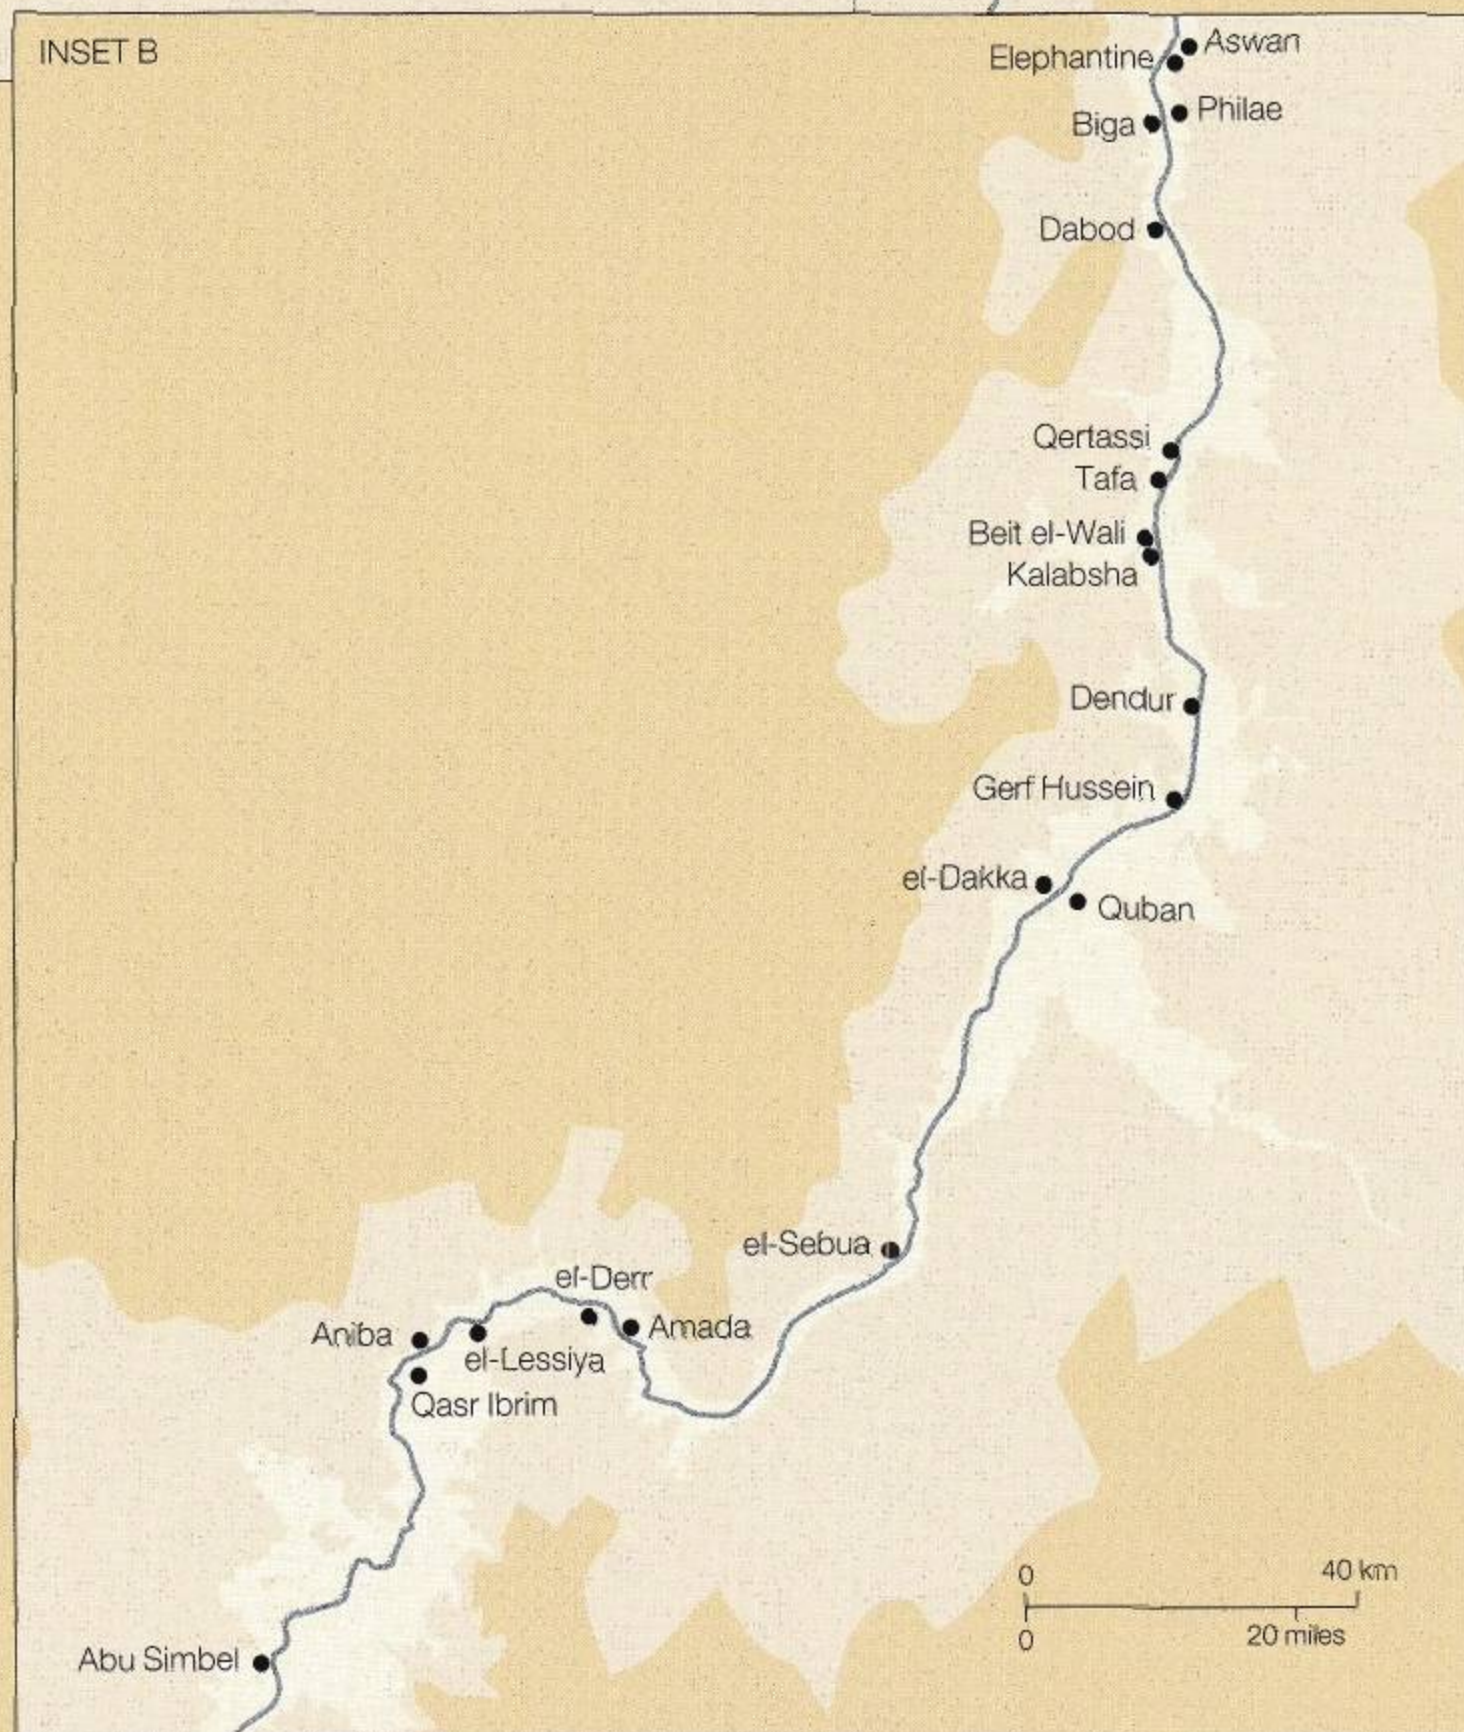 INSET B
Aswan
Elephantine
Philae
Biga
Dabod
Qertassi
Tafa
Beit el-Wali
Kalabsha
Dendur
Gerf Hussein
el-Dakka
Quban
el-Sebua
el-Derr
Amada
Aniba
el-Lessiya
Qasr Ibrim
0 40 km
0 20 miles
Abu Simbel